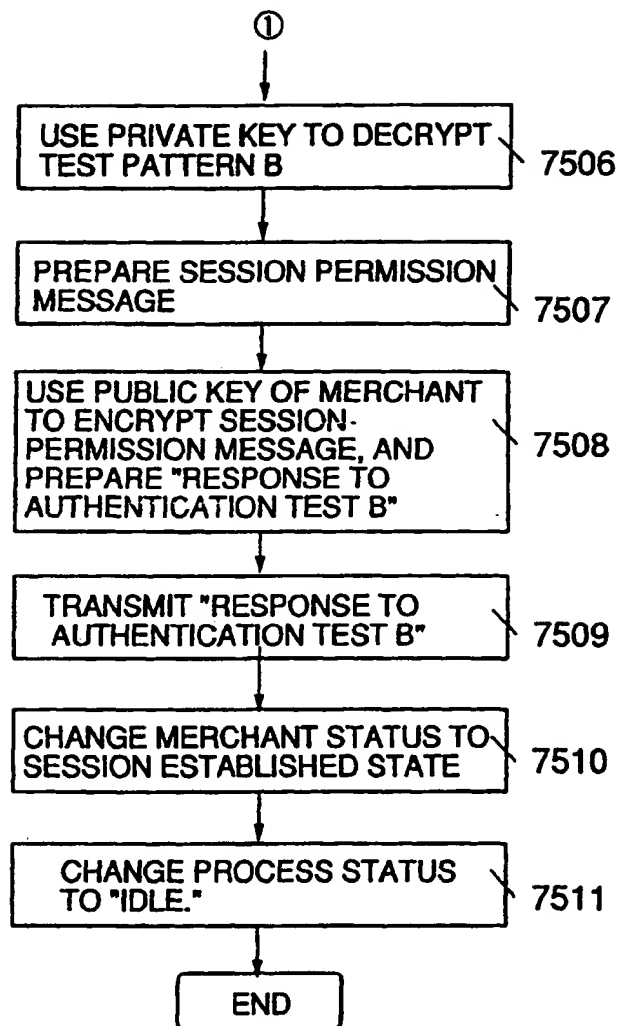 ①
USE PRIVATE KEY TO DECRYPT
TEST PATTERN B
7506
PREPARE SESSION PERMISSION
MESSAGE
7507
USE PUBLIC KEY OF MERCHANT
TO ENCRYPT SESSION-
PERMISSION MESSAGE, AND
PREPARE "RESPONSE TO
AUTHENTICATION TEST B"
7508
TRANSMIT "RESPONSE TO
AUTHENTICATION TEST B"
7509
CHANGE MERCHANT STATUS TO
SESSION ESTABLISHED STATE
7510
CHANGE PROCESS STATUS
TO "IDLE."
7511
END